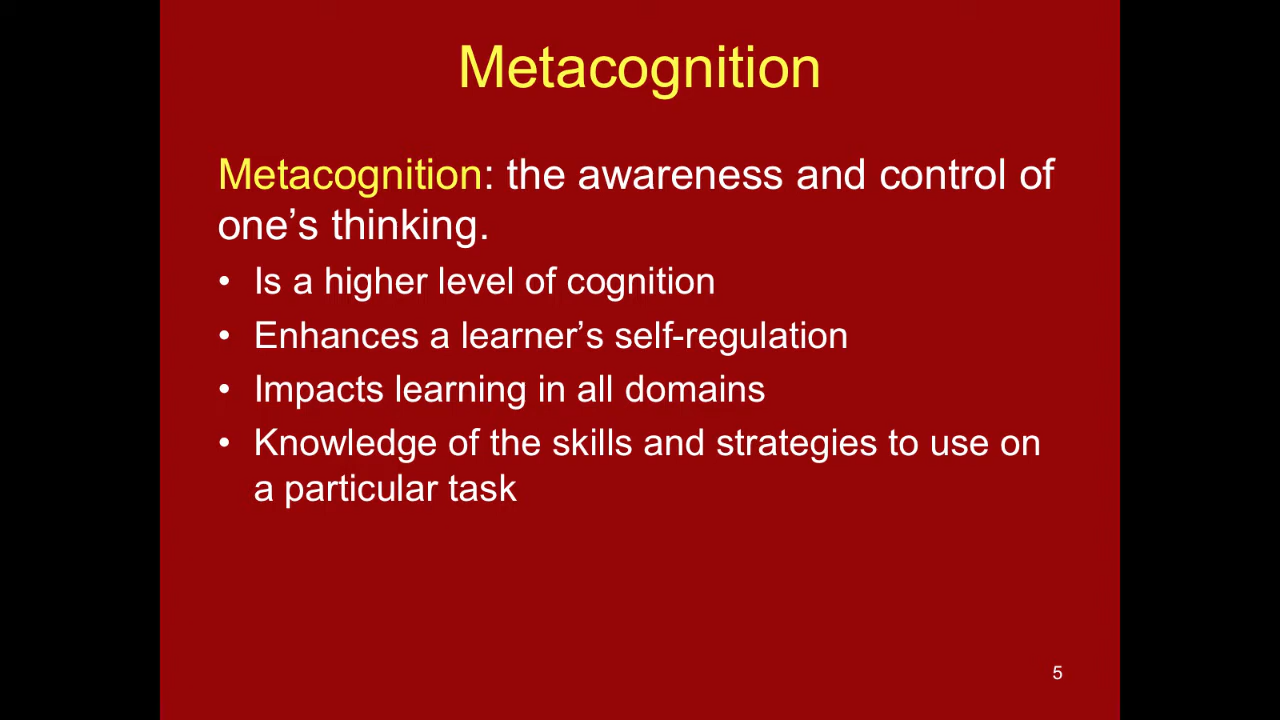 Metacognition
Metacognition: the awareness and control of
one’s thinking.
• Is a higher level of cognition
• Enhances a learner’s self-regulation
• Impacts learning in all domains
• Knowledge of the skills and strategies to use on
a particular task
5